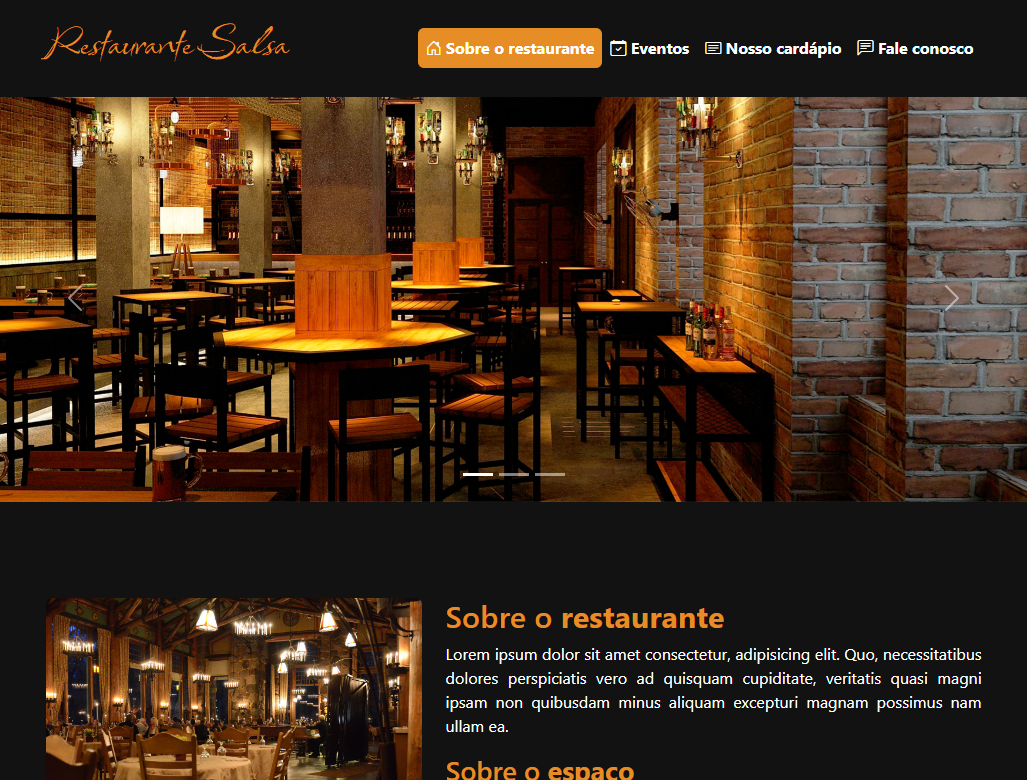 Restaurante Salsa
Sobre o restaurante Eventos Nosso cardápio Fale conosco
Sobre o restaurante
Lorem ipsum dolor sit amet consectetur, adipisicing elit. Quo, necessitatibus
dolores perspiciatis vero ad quisquam cupiditate, veritatis quasi magni
ipsam non quibusdam minus aliquam excepturi magnam possimus nam
ullam ea.
Sobre o espaço